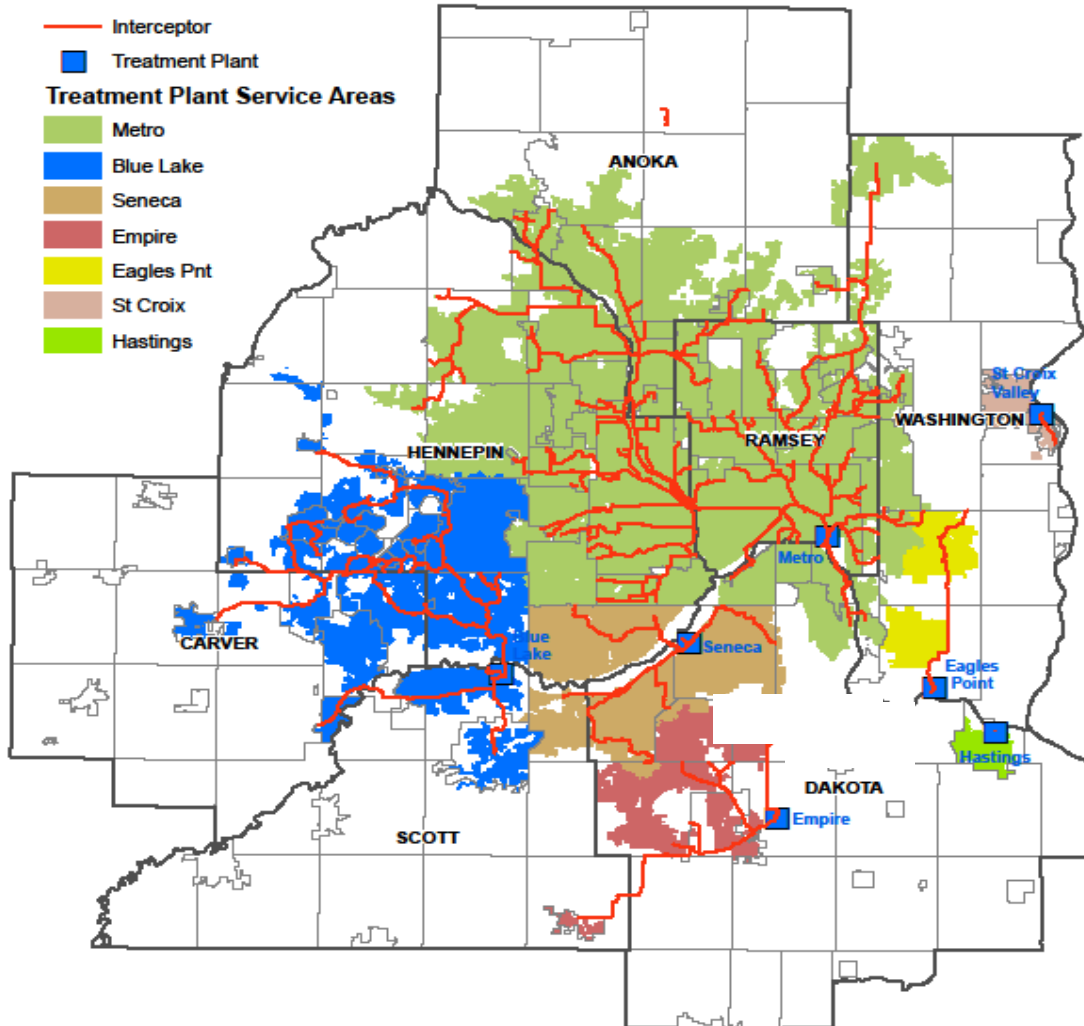 Interceptor
Treatment Plant
Treatment Plant Service Areas
Metro
Blue Lake
Seneca
Empire
Eagles Pnt
St Croix
Hastings
ANOKA
St Croix
Valley
WASHINGTON
RAMSEY
HENNEPIN
Metro
CARVER
Blue
Lake
Seneca
Eagles
Point
Hastings
DAKOTA
Empire
SCOTT